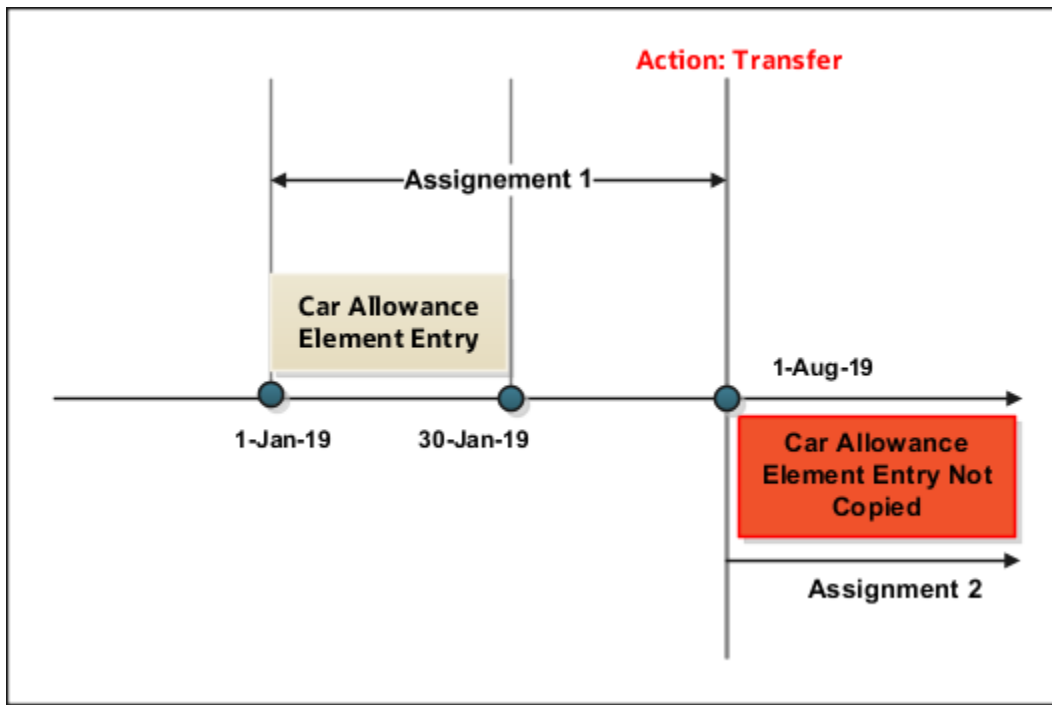 Action: Transfer
Assignement 1
Car Allowance
Element Entry
1-Aug-19
1-Jan-19
30-Jan-19
Car Allowance
Element Entry Not
Copied
Assignment 2